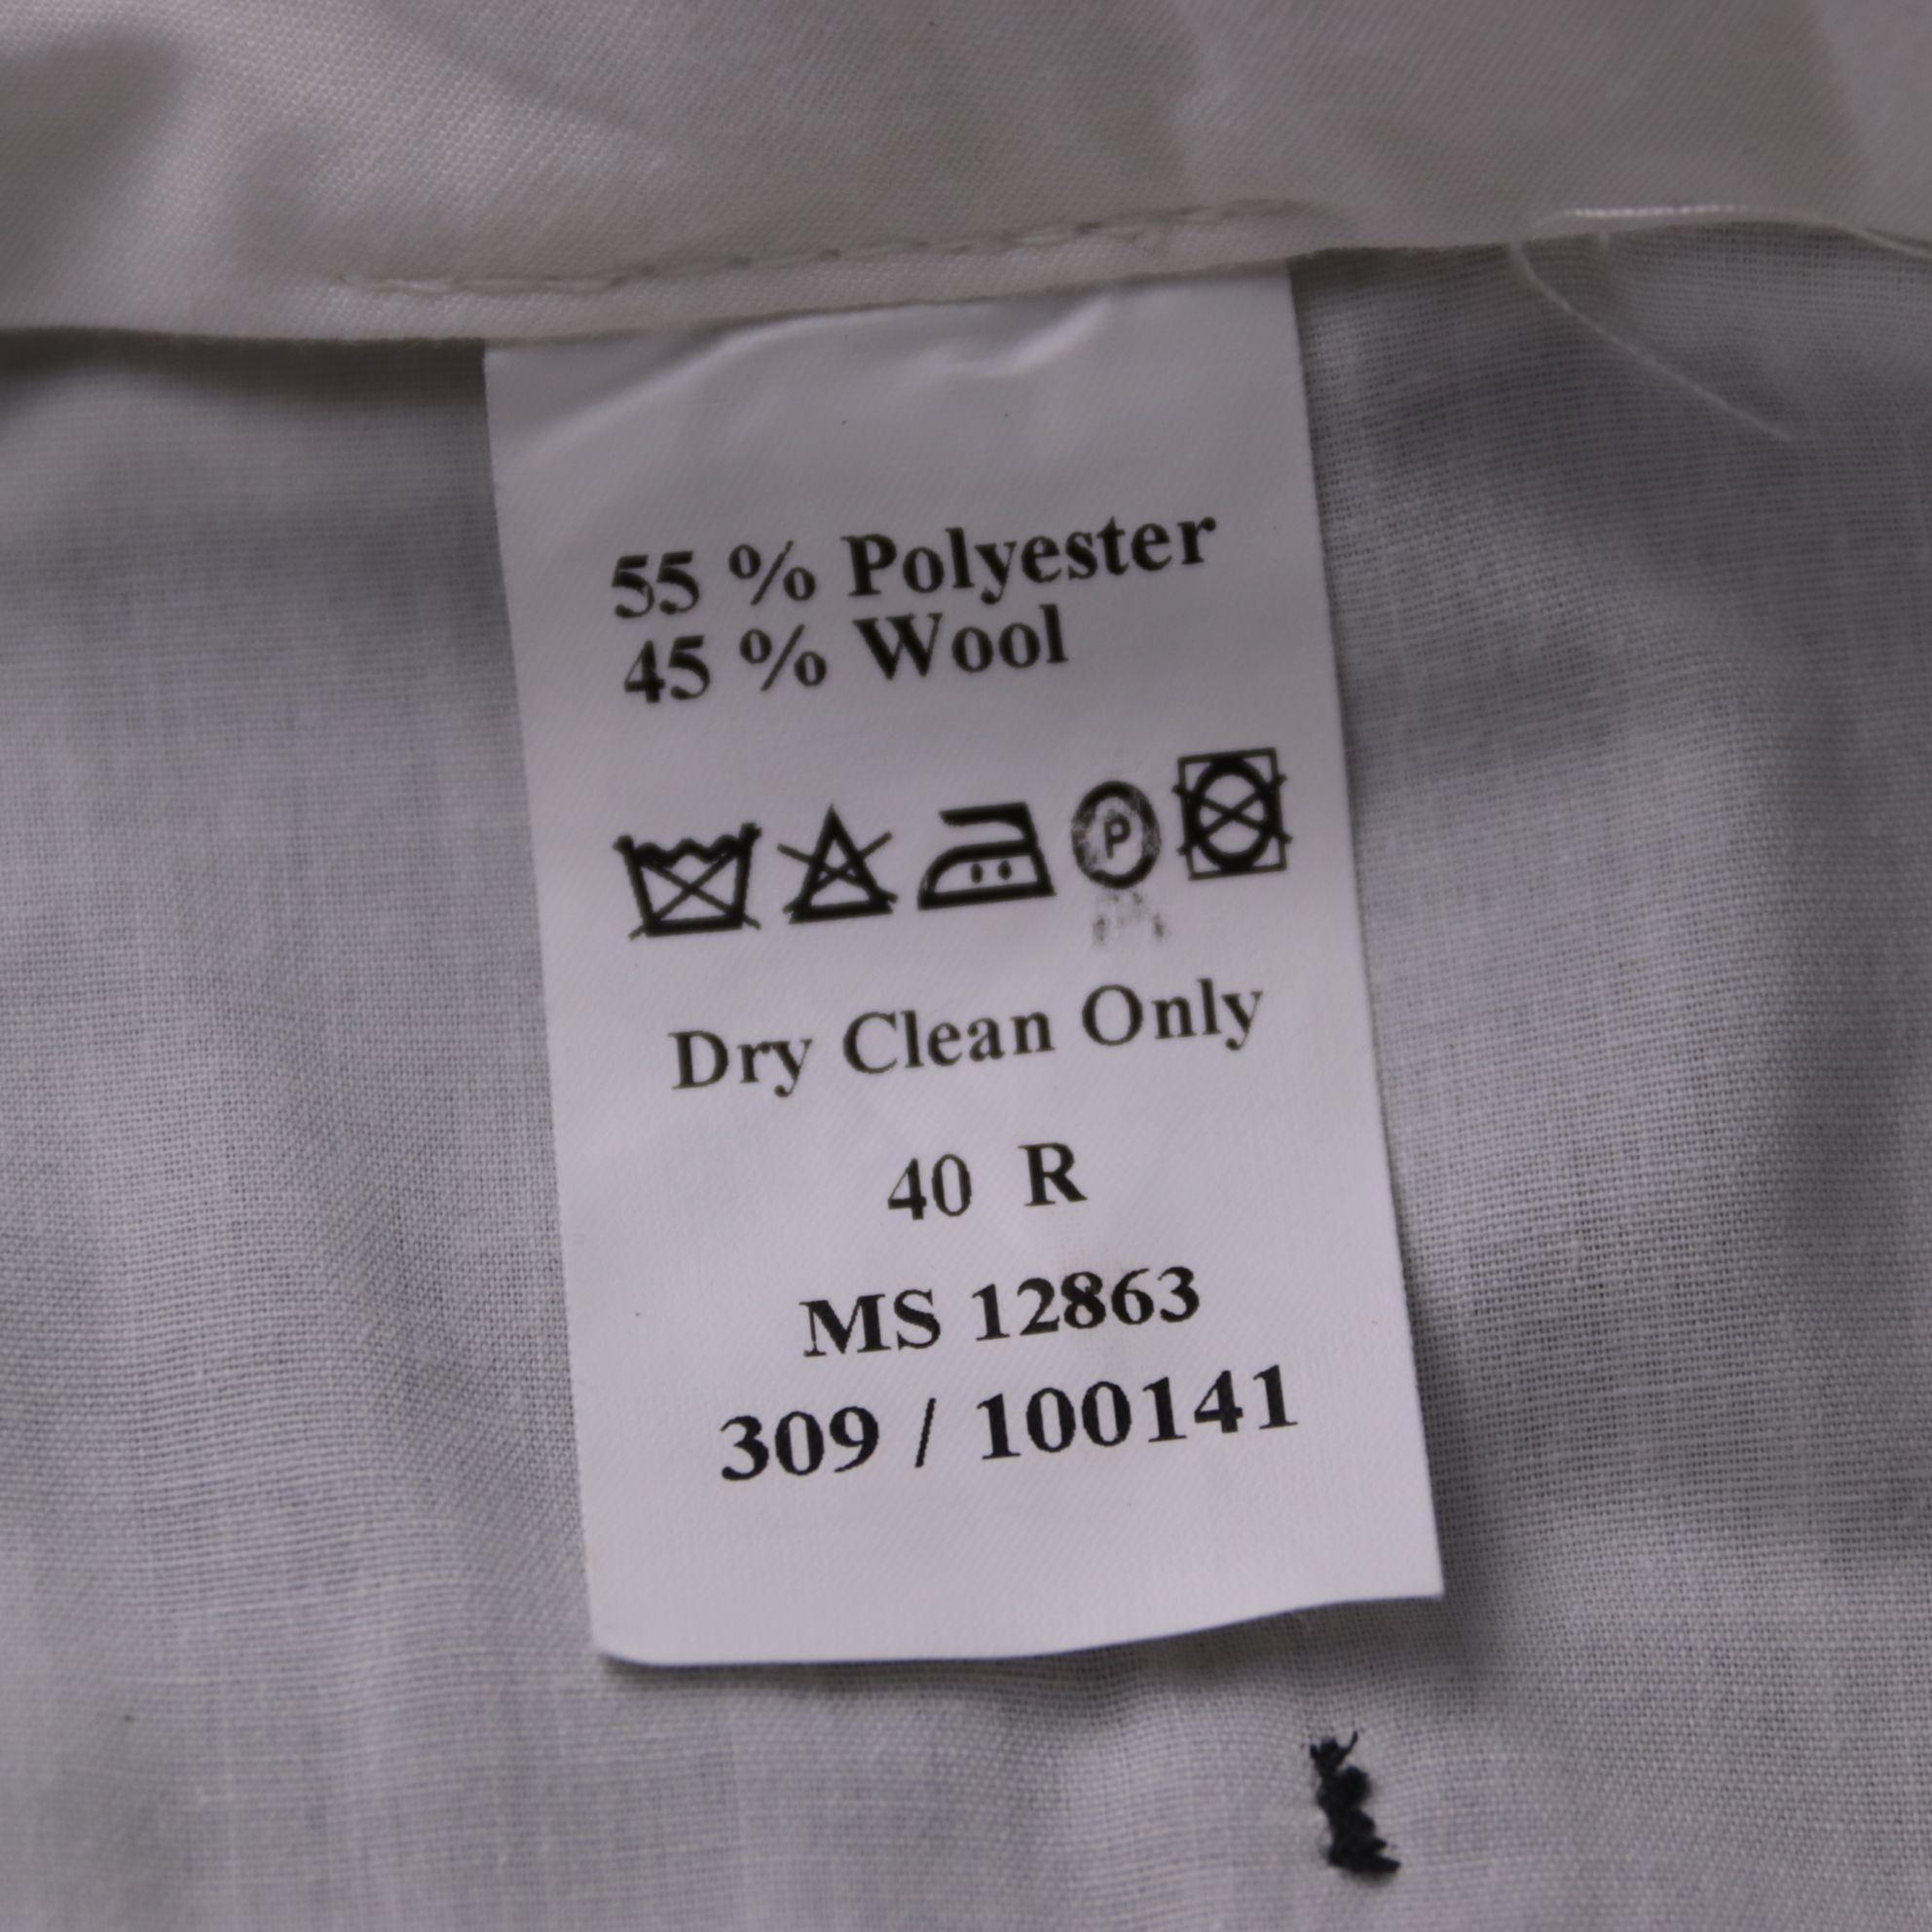 55 % Polyester
45 % Wool
P
Dry Clean Only
40 R
MS 12863
309 / 100141